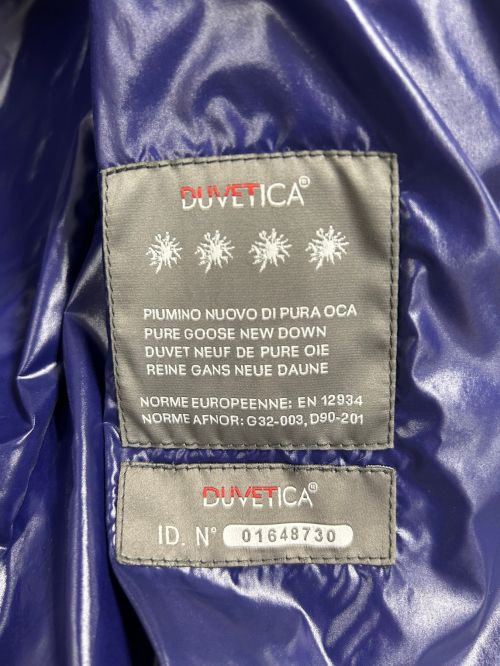 DUVETICA®
PIUMINO NUOVO DI PURA OCA
PURE GOOSE NEW DOWN
DUVET NEUF DE PURE OIE
REINE GANS NEUE DAUNE
NORME EUROPEENNE: EN 12934
NORME AFNOR: G32-003, D90-201
DUVETICA®
ID. N° 01648730